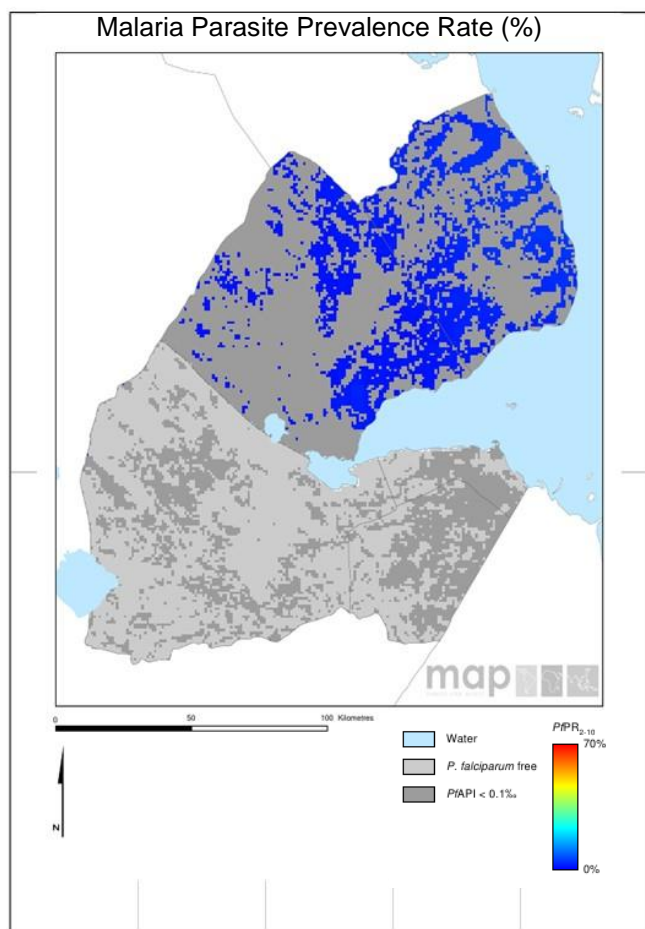 Malaria Parasite Prevalence Rate (%)
map
0 50 100 Kilometres
N
Water
P. falciparum free
PfAPI < 0.1‰
PfPR2-10
70%
0%